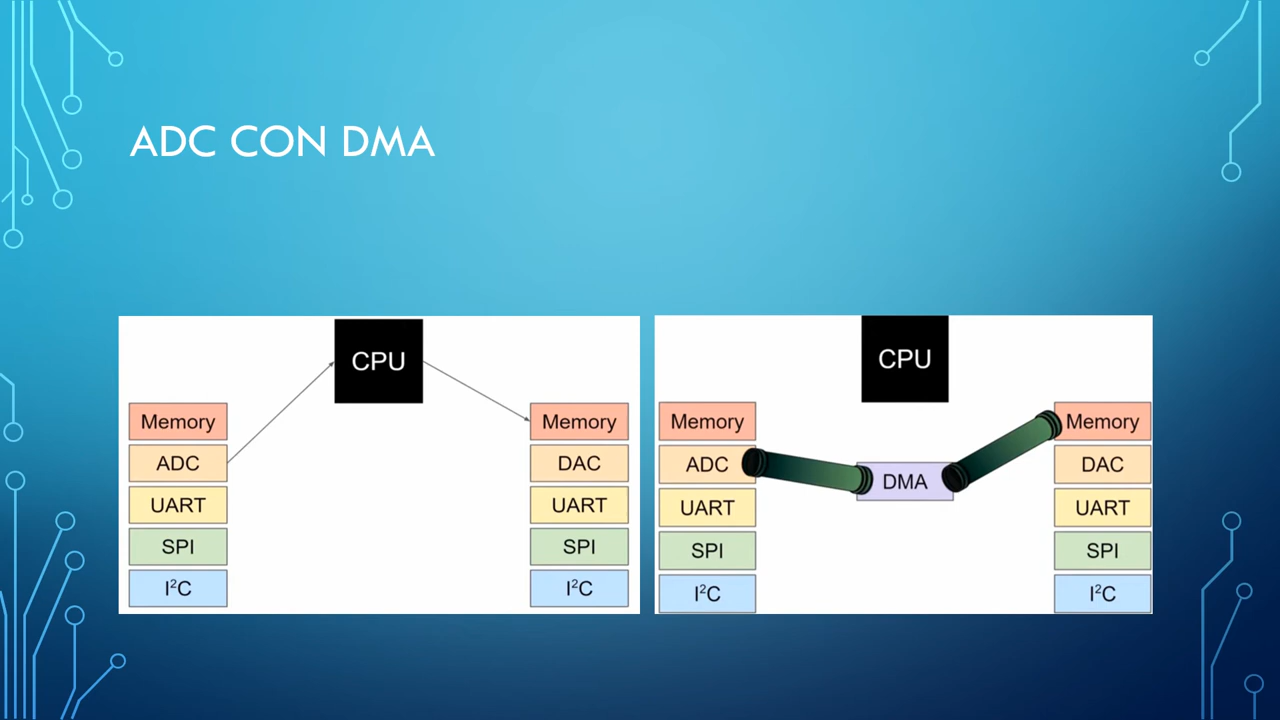 ADC CON DMA
CPU
Memory
ADC
UART
SPI
I²C
Memory
DAC
UART
SPI
I²C
CPU
Memory
ADC
UART
SPI
I²C
DMA
Memory
DAC
UART
SPI
I²C